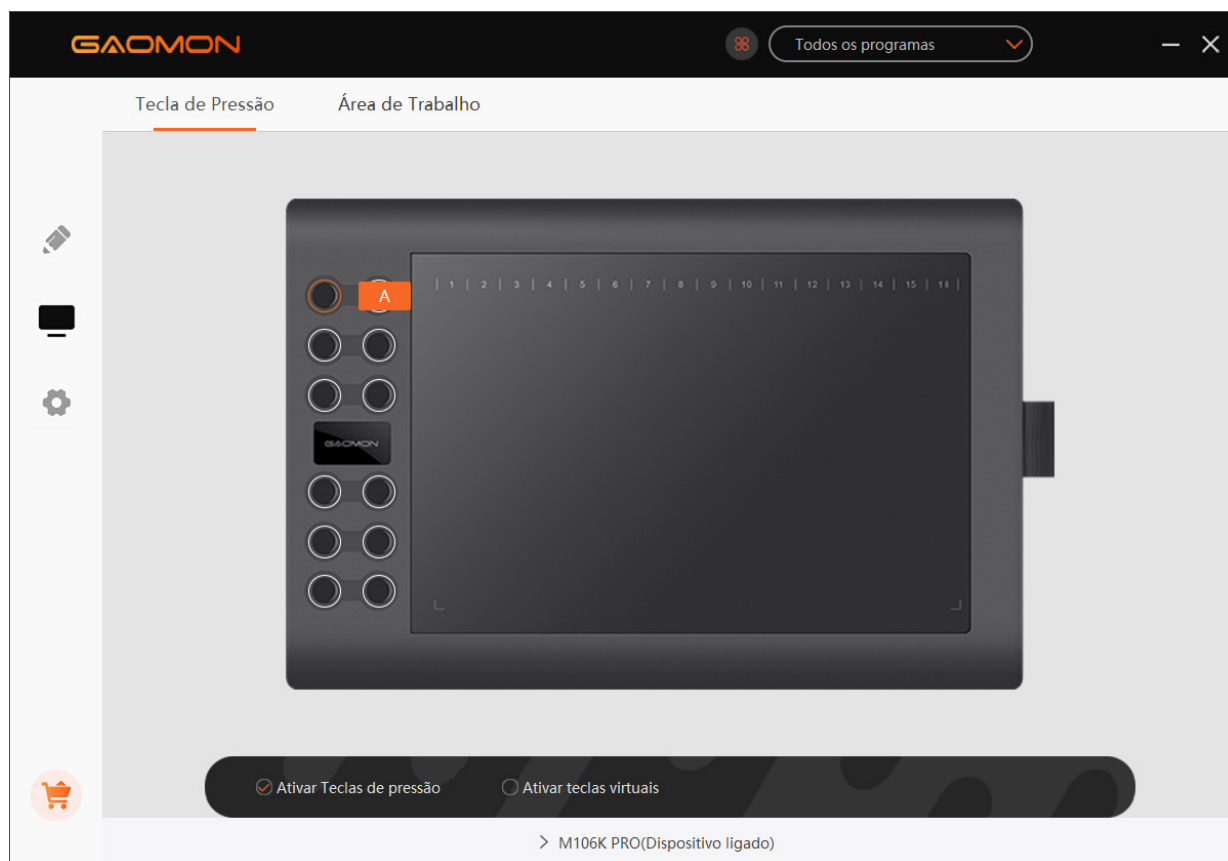 GAOMON
Todos os programas
Tecla de Pressão Área de Trabalho
A
1 2 3 4 5 6 7 8 9 10 11 12 13 14 15 16
GAOMON
Ativar Teclas de pressão Ativar teclas virtuais
M106K PRO(Dispositivo ligado)